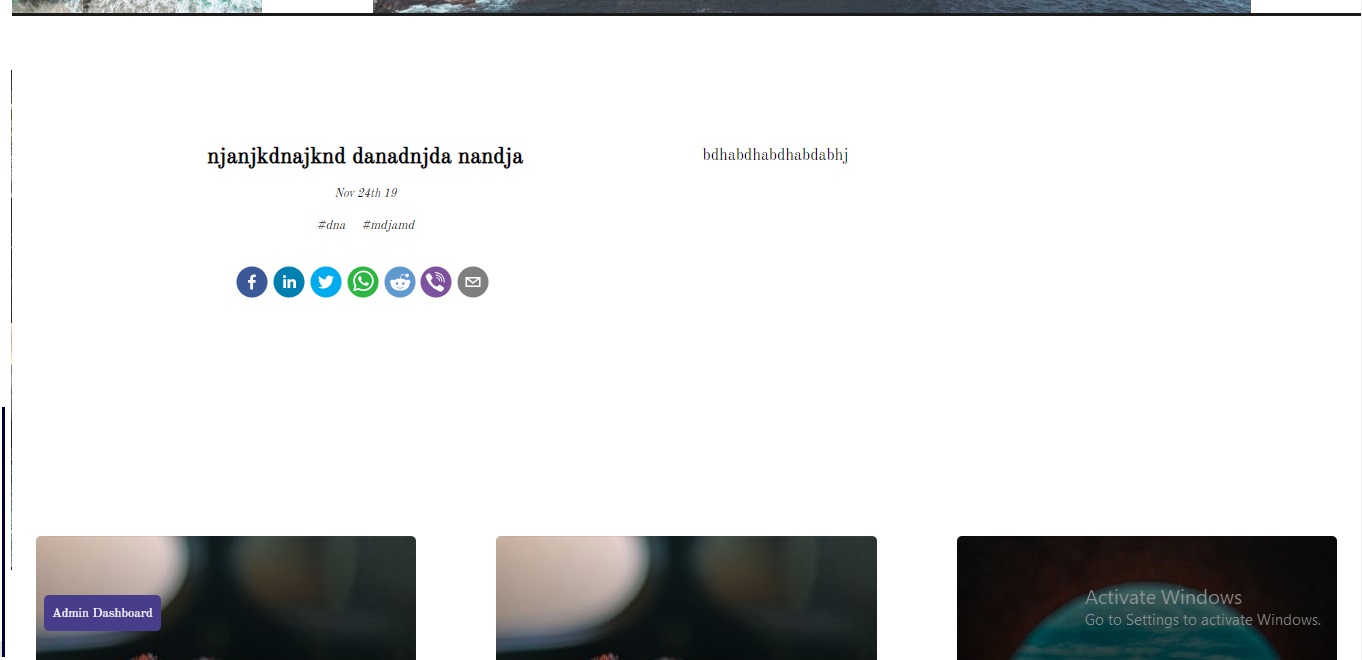 njanjkdnajknd danadnjda nandja
Nov 24th 19
#dna #mdjamd
bdhabdhabdhabdabhj
Admin Dashboard
Activate Windows
Go to Settings to activate Windows.